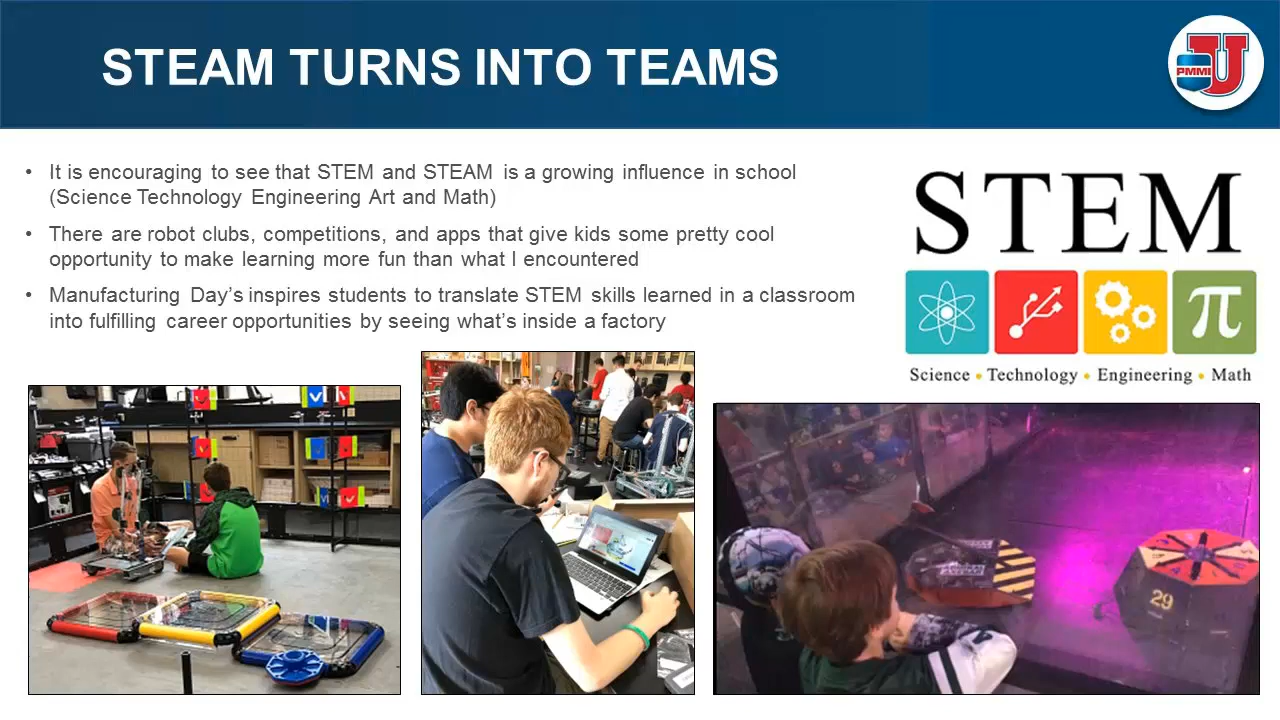 STEAM TURNS INTO TEAMS
PMMI
U
• It is encouraging to see that STEM and STEAM is a growing influence in school
(Science Technology Engineering Art and Math)
• There are robot clubs, competitions, and apps that give kids some pretty cool
opportunity to make learning more fun than what I encountered
• Manufacturing Day's inspires students to translate STEM skills learned in a classroom
into fulfilling career opportunities by seeing what's inside a factory
STEM
π
Science • Technology • Engineering • Math
29